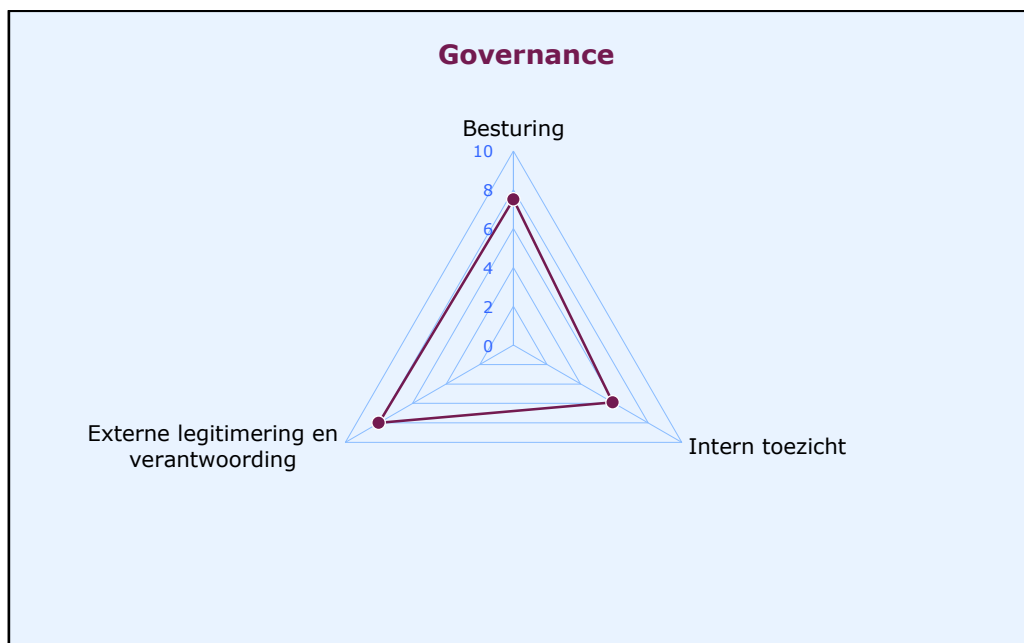 Governance
Besturing
10
8
6
4
2
0
Externe legitimering en
verantwoording
Intern toezicht